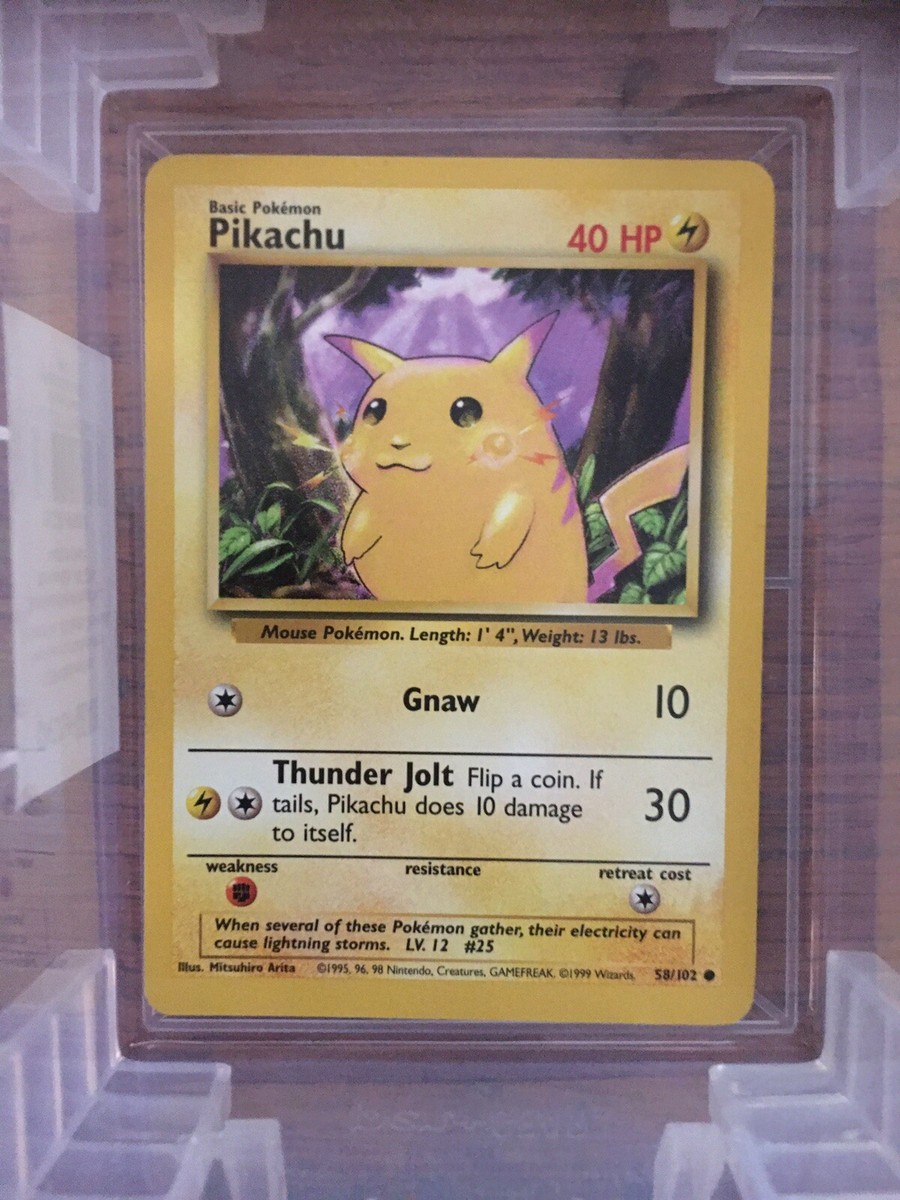 Basic Pokémon
Pikachu
40 HP
Mouse Pokémon. Length: 1' 4", Weight: 13 lbs.
Gnaw 10
Thunder Jolt Flip a coin. If
tails, Pikachu does 10 damage
to itself.
30
weakness resistance retreat cost
When several of these Pokémon gather, their electricity can
cause lightning storms. LV. 12 #25
Illus. Mitsuhiro Arita ©1995, 96, 98 Nintendo, Creatures, GAMEFREAK. ©1999 Wizards. 58/102